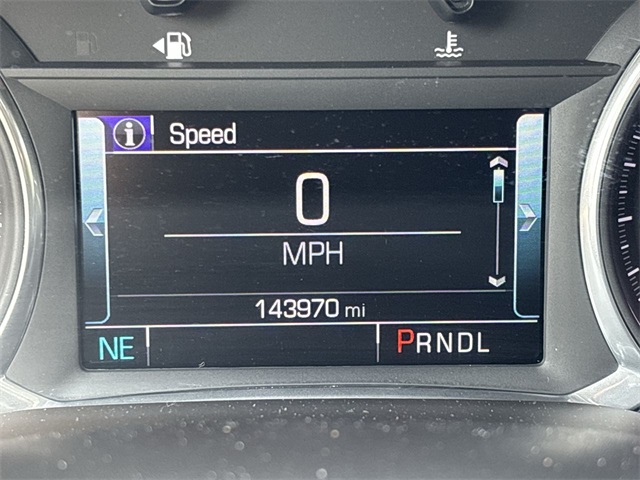 i Speed
0
MPH
143970 mi
NE PRNDL